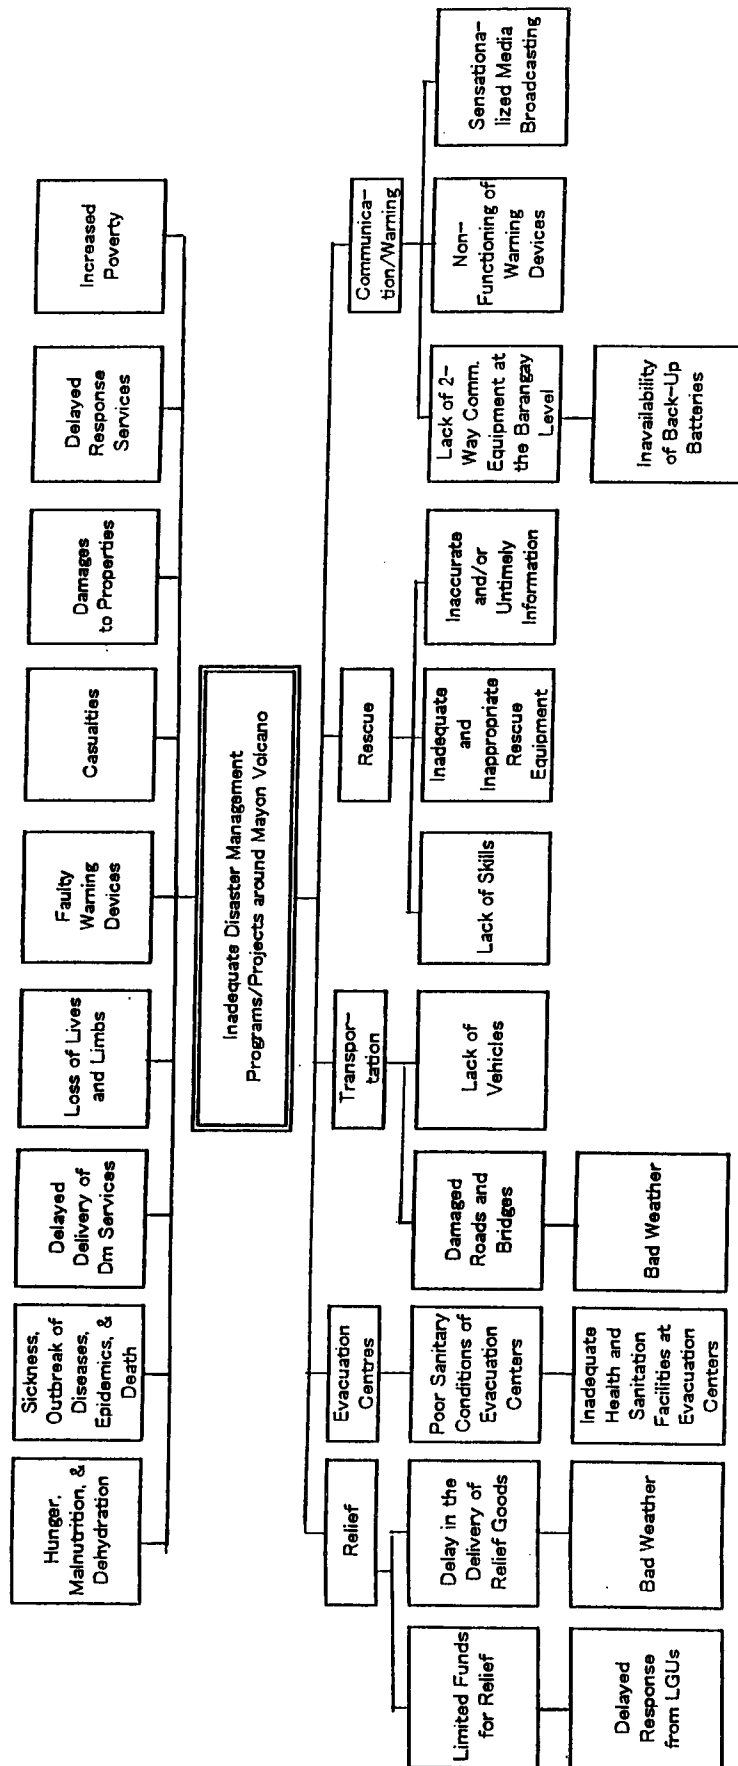 Hunger,
Malnutrition, &
Dehydration
Sickness,
Outbreak of
Diseases,
Epidemics, &
Death
Delayed
Delivery of
Dm Services
Loss of Lives
and Limbs
Faulty
Warning
Devices
Casualties
Damages
to Properties
Delayed
Response
Services
Increased
Poverty
Inadequate Disaster Management
Programs/Projects around Mayon Volcano
Relief
Evacuation
Centres
Transpor-
tation
Rescue
Communica-
tion/Warning
Limited Funds
for Relief
Delay in the
Delivery of
Relief Goods
Poor Sanitary
Conditions of
Evacuation
Centers
Damaged
Roads and
Bridges
Lack of
Vehicles
Lack of Skills
Inadequate
and
Inappropriate
Rescue
Equipment
Inaccurate
and/or
Untimely
Information
Lack of 2-
Way Comm.
Equipment at
the Barangay
Level
Non-
Functioning of
Warning
Devices
Sensationa-
lized Media
Broadcasting
Delayed
Response
from LGUs
Bad Weather
Inadequate
Health and
Sanitation
Facilities at
Evacuation
Centers
Bad Weather
Inavailability
of Back-Up
Batteries